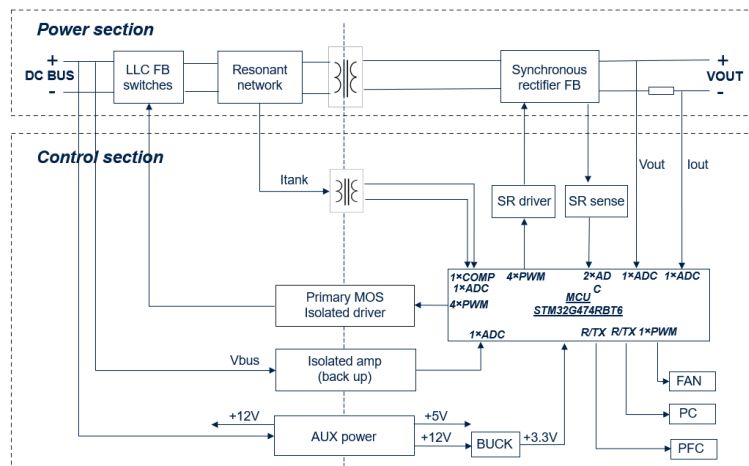 Power section
+
DC BUS
-
LLC FB
switches
Resonant
network
Synchronous
rectifier FB
+
VOUT
-
Control section
Itank
Vout
Iout
SR driver
SR sense
1×COMP
1×ADC
4×PWM
4×PWM
2×AD
C
1×ADC
1×ADC
MCU
STM32G474RBT6
1×ADC
R/TX
R/TX
1×PWM
Primary MOS
Isolated driver
Vbus
Isolated amp
(back up)
+12V
AUX power
+5V
+12V
BUCK
+3.3V
FAN
PC
PFC